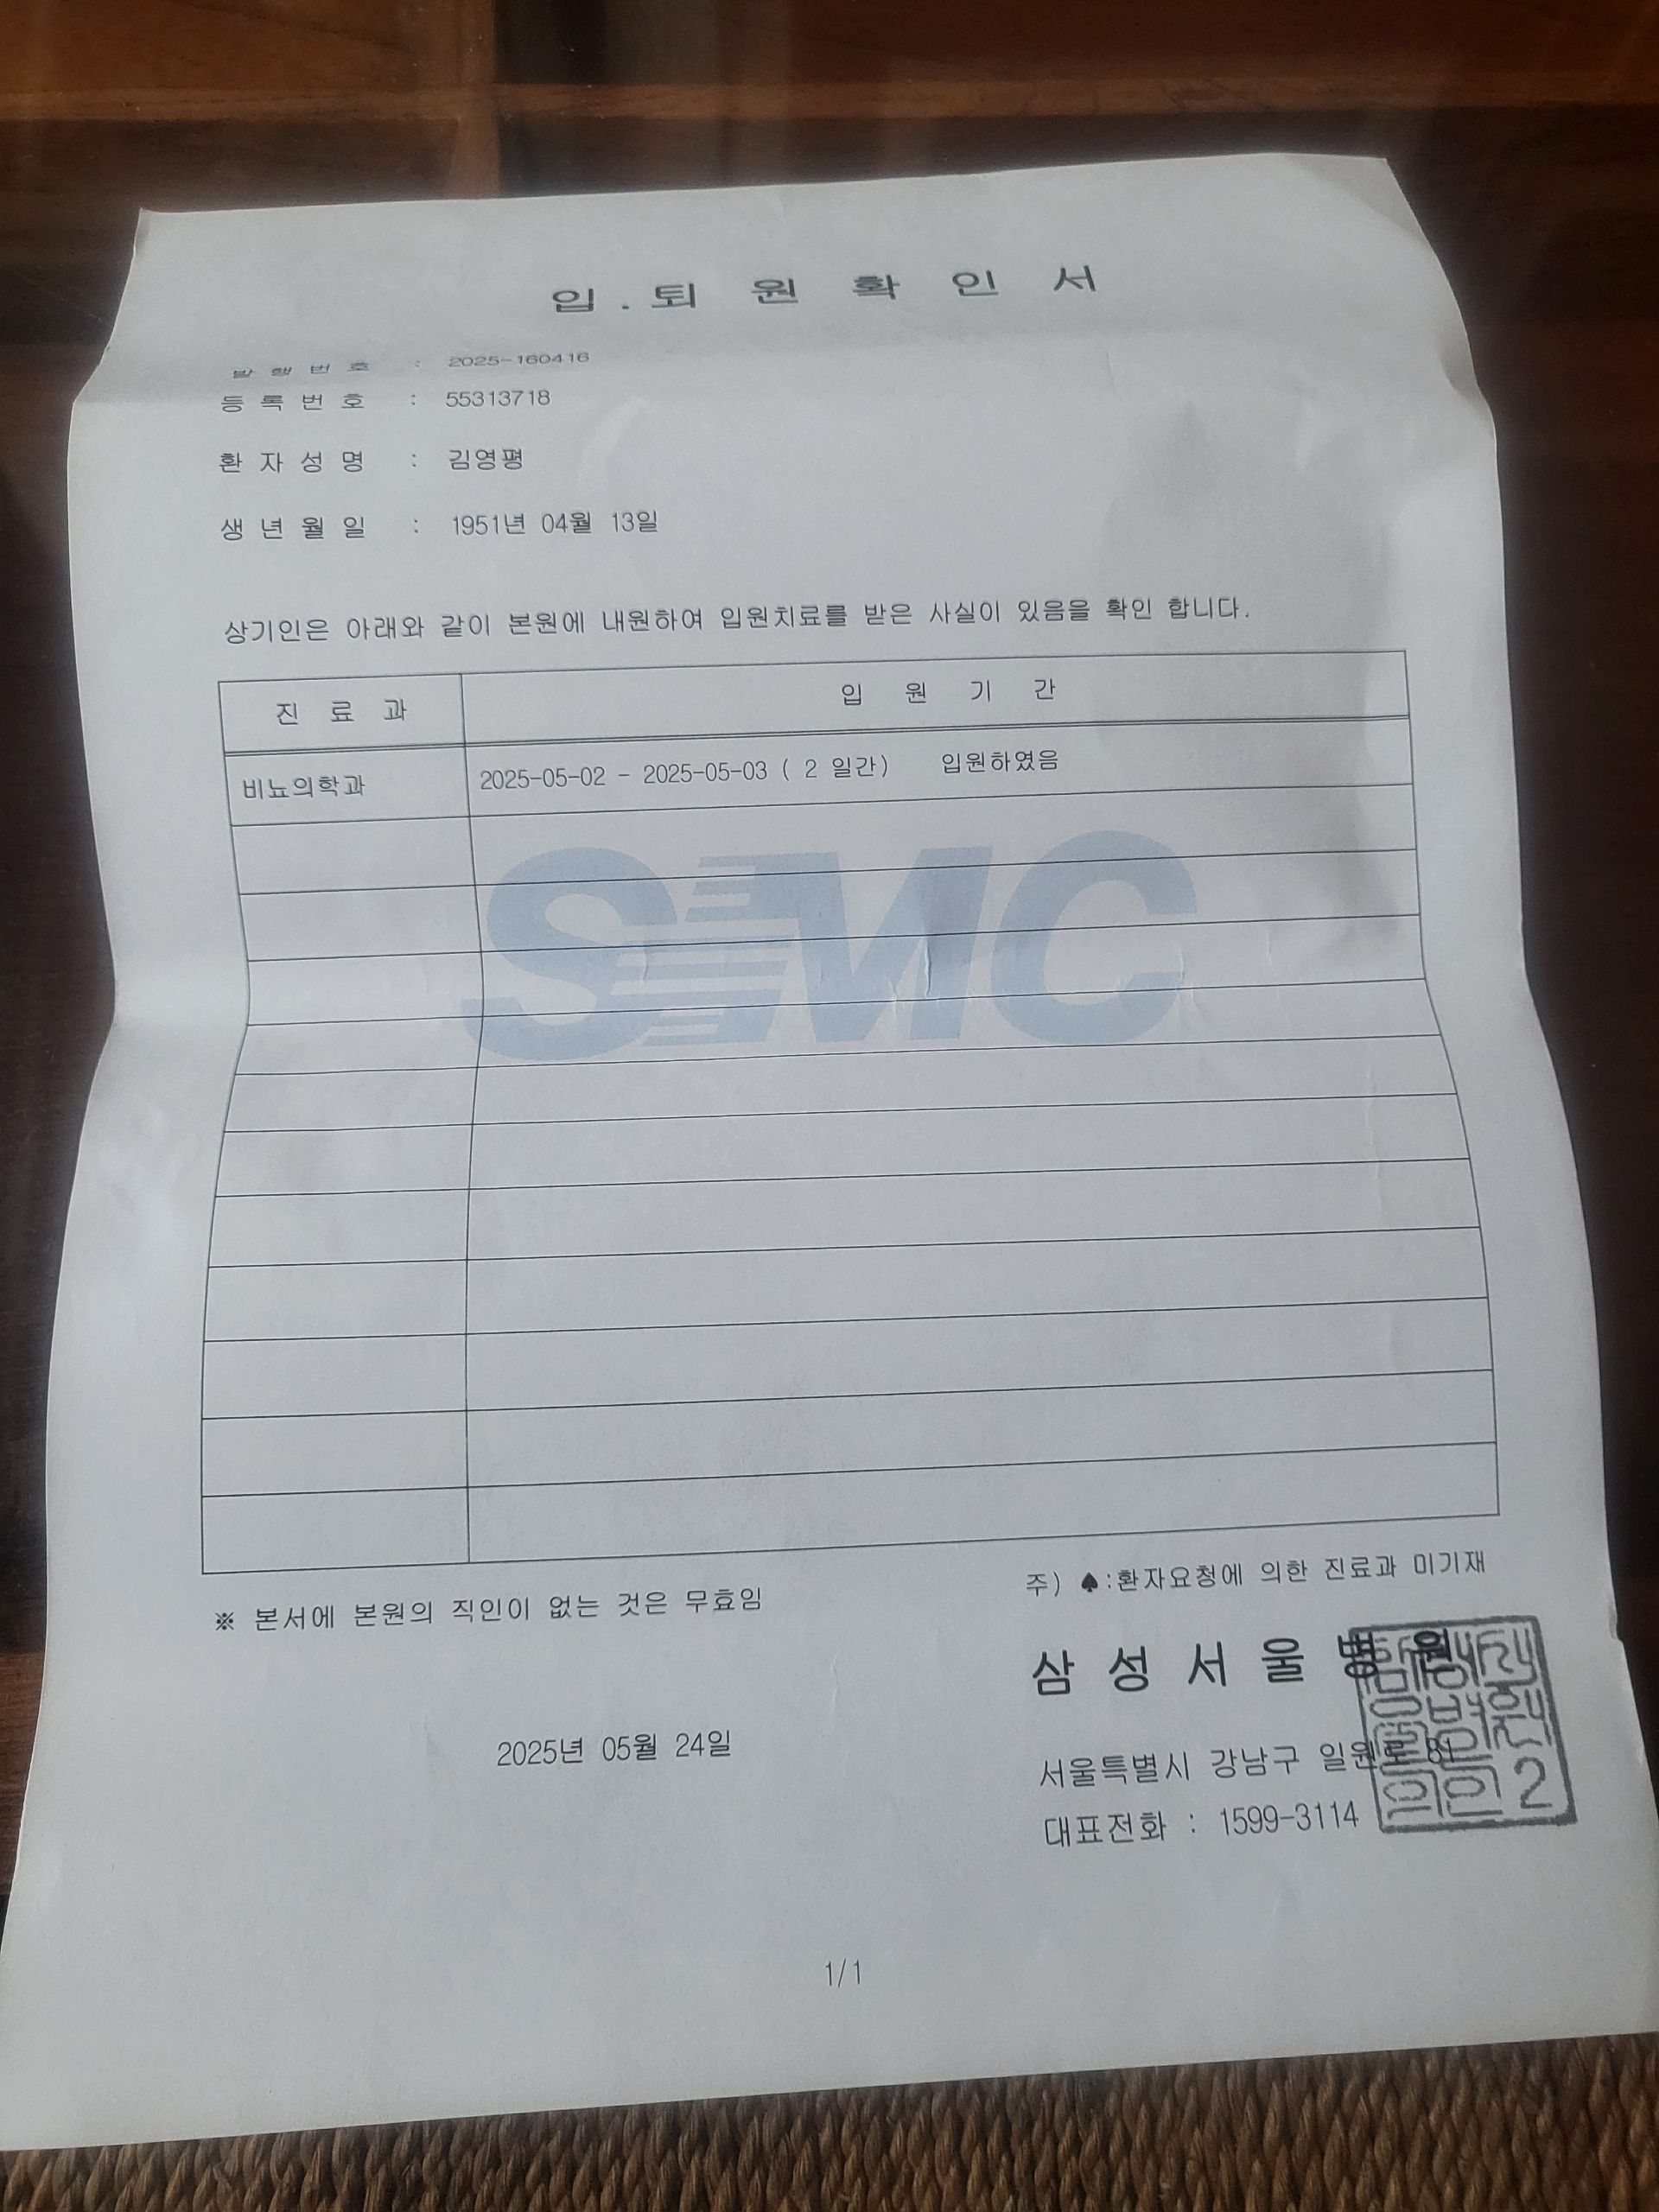 입.퇴 원 확 인 서
발 행 번 호 : 2025-160416
등 록 번 호 : 55313718
환 자 성 명 : 김영평
생 년 월 일 : 1951년 04월 13일
상기인은 아래와 같이 본원에 내원하여 입원치료를 받은 사실이 있음을 확인 합니다.
진 료 과 입 원 기 간
비뇨의학과 2025-05-02 - 2025-05-03 ( 2 일간) 입원하였음
SMC
주) ♠:환자요청에 의한 진료과 미기재
※ 본서에 본원의 직인이 없는 것은 무효임
삼 성 서 울 병 원
2025년 05월 24일
서울특별시 강남구 일원로 81
대표전화 : 1599-3114
2
1/1